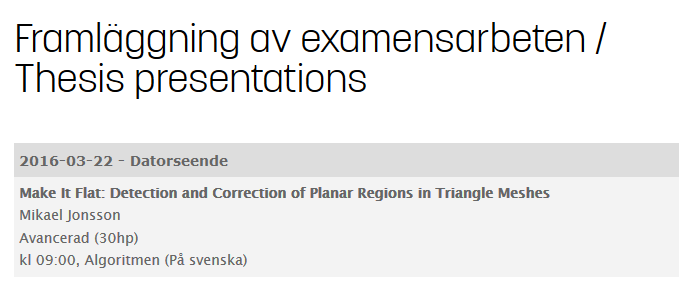 Framläggning av examensarbeten /
Thesis presentations
2016-03-22 - Datorseende
Make It Flat: Detection and Correction of Planar Regions in Triangle Meshes
Mikael Jonsson
Avancerad (30hp)
kl 09:00, Algoritmen (På svenska)